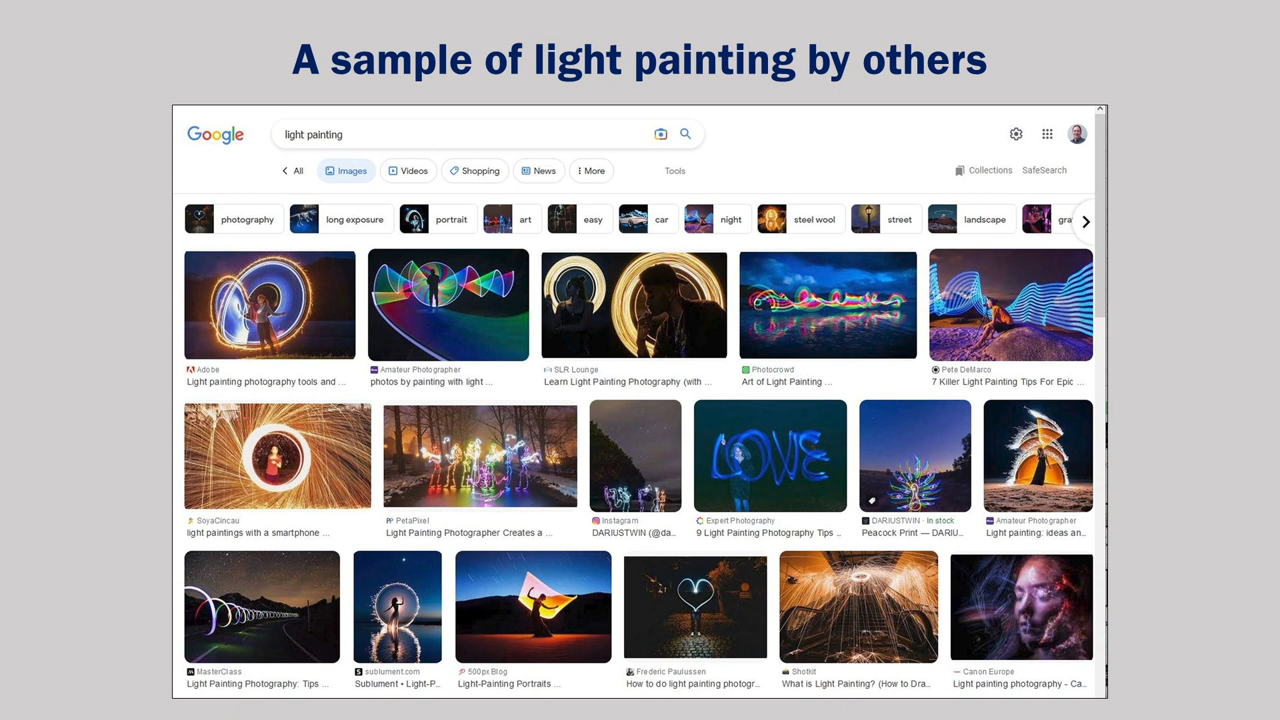 A sample of light painting by others
Google
light painting
All Images Videos Shopping News More Tools Collections SafeSearch
photography long exposure portrait art easy car night steel wool street landscape gra
Adobe Amateur Photographer SLR Lounge Photocrowd Pete DeMarco
Light painting photography tools and ... photos by painting with light ... Learn Light Painting Photography (with ... Art of Light Painting ... 7 Killer Light Painting Tips For Epic ...
LOVE
SoyaCincau PetaPixel Instagram Expert Photography DARIUSTWIN · In stock Amateur Photographer
light paintings with a smartphone ... Light Painting Photographer Creates a ... DARIUSTWIN (@da... 9 Light Painting Photography Tips ... Peacock Print — DARIU... Light painting: ideas an...
MasterClass sublument.com 500px Blog Frederic Paulussen Shotkit Canon Europe
Light Painting Photography: Tips ... Sublument • Light-P... Light-Painting Portraits ... How to do light painting photogr... What is Light Painting? (How to Dra... Light painting photography - Ca...